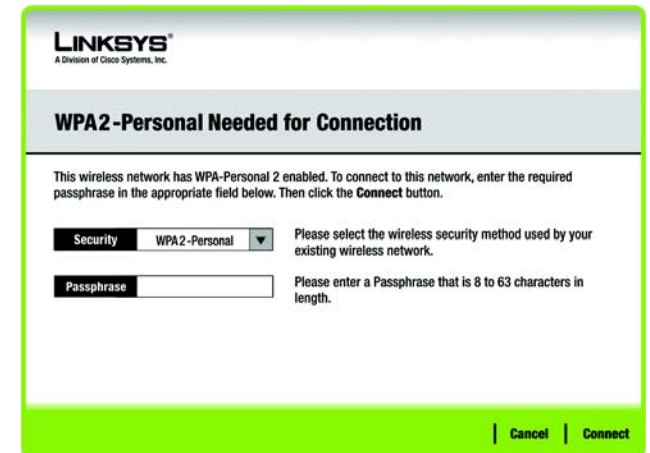 LINKSYS®
A Division of Cisco Systems, Inc.
WPA2-Personal Needed for Connection
This wireless network has WPA-Personal 2 enabled. To connect to this network, enter the required
passphrase in the appropriate field below. Then click the Connect button.
Security WPA2-Personal
Please select the wireless security method used by your
existing wireless network.
Passphrase
Please enter a Passphrase that is 8 to 63 characters in
length.
Cancel Connect